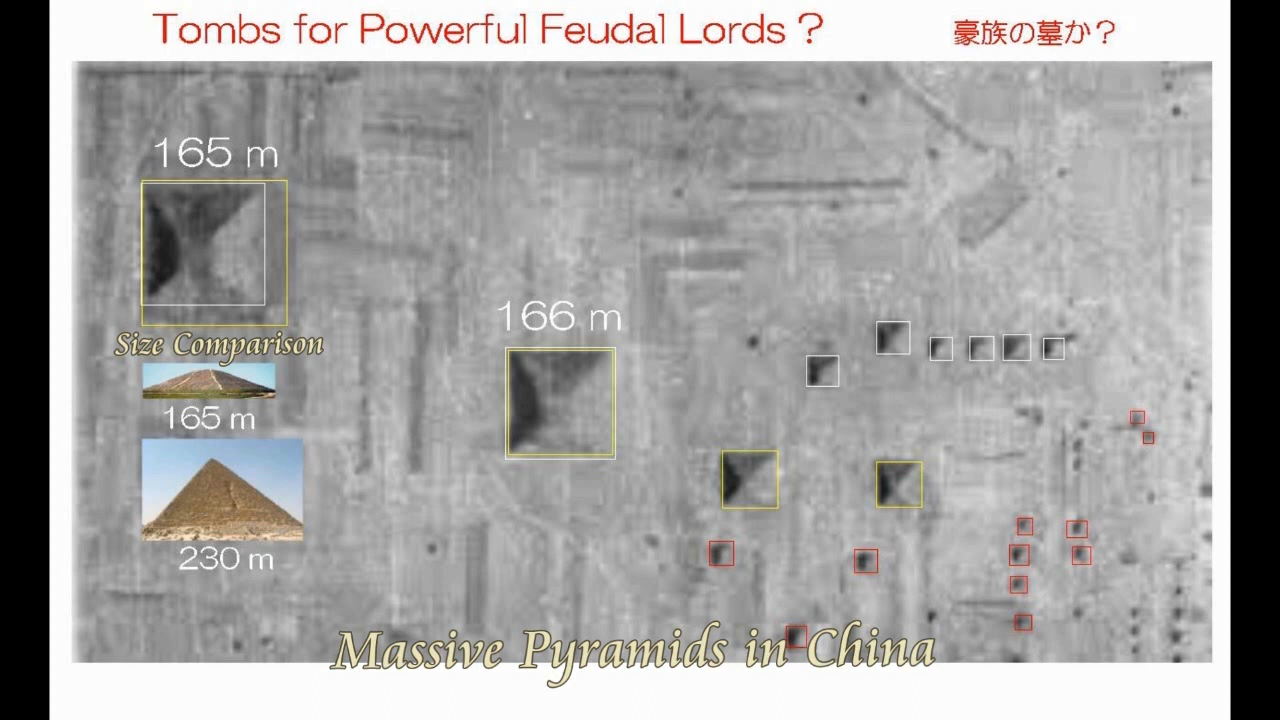 Tombs for Powerful Feudal Lords ?
豪族の墓か？
165 m
166 m
Size Comparison
165 m
230 m
Massive Pyramids in China